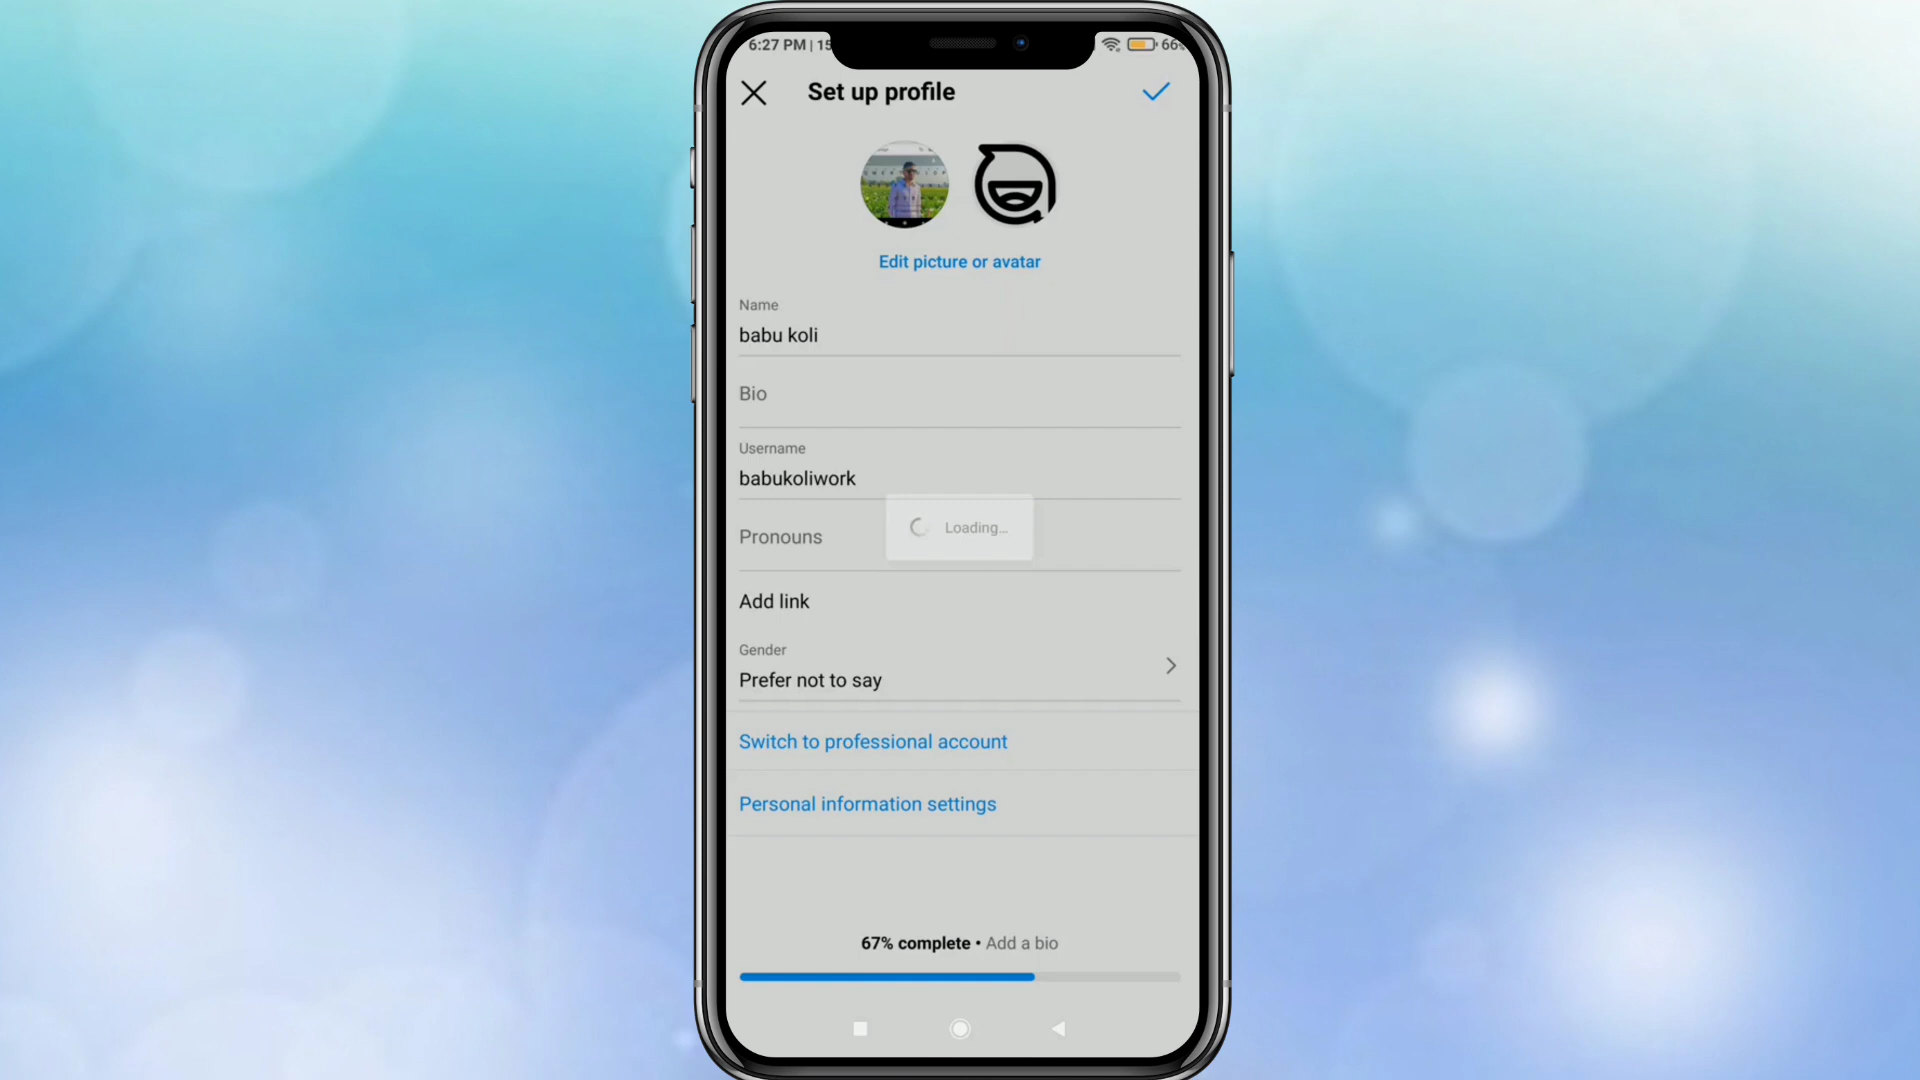 6:27 PM | 15
66%
Set up profile
Edit picture or avatar
Name
babu koli
Bio
Username
babukoliwork
Loading...
Pronouns
Add link
Gender
Prefer not to say
Switch to professional account
Personal information settings
67% complete • Add a bio